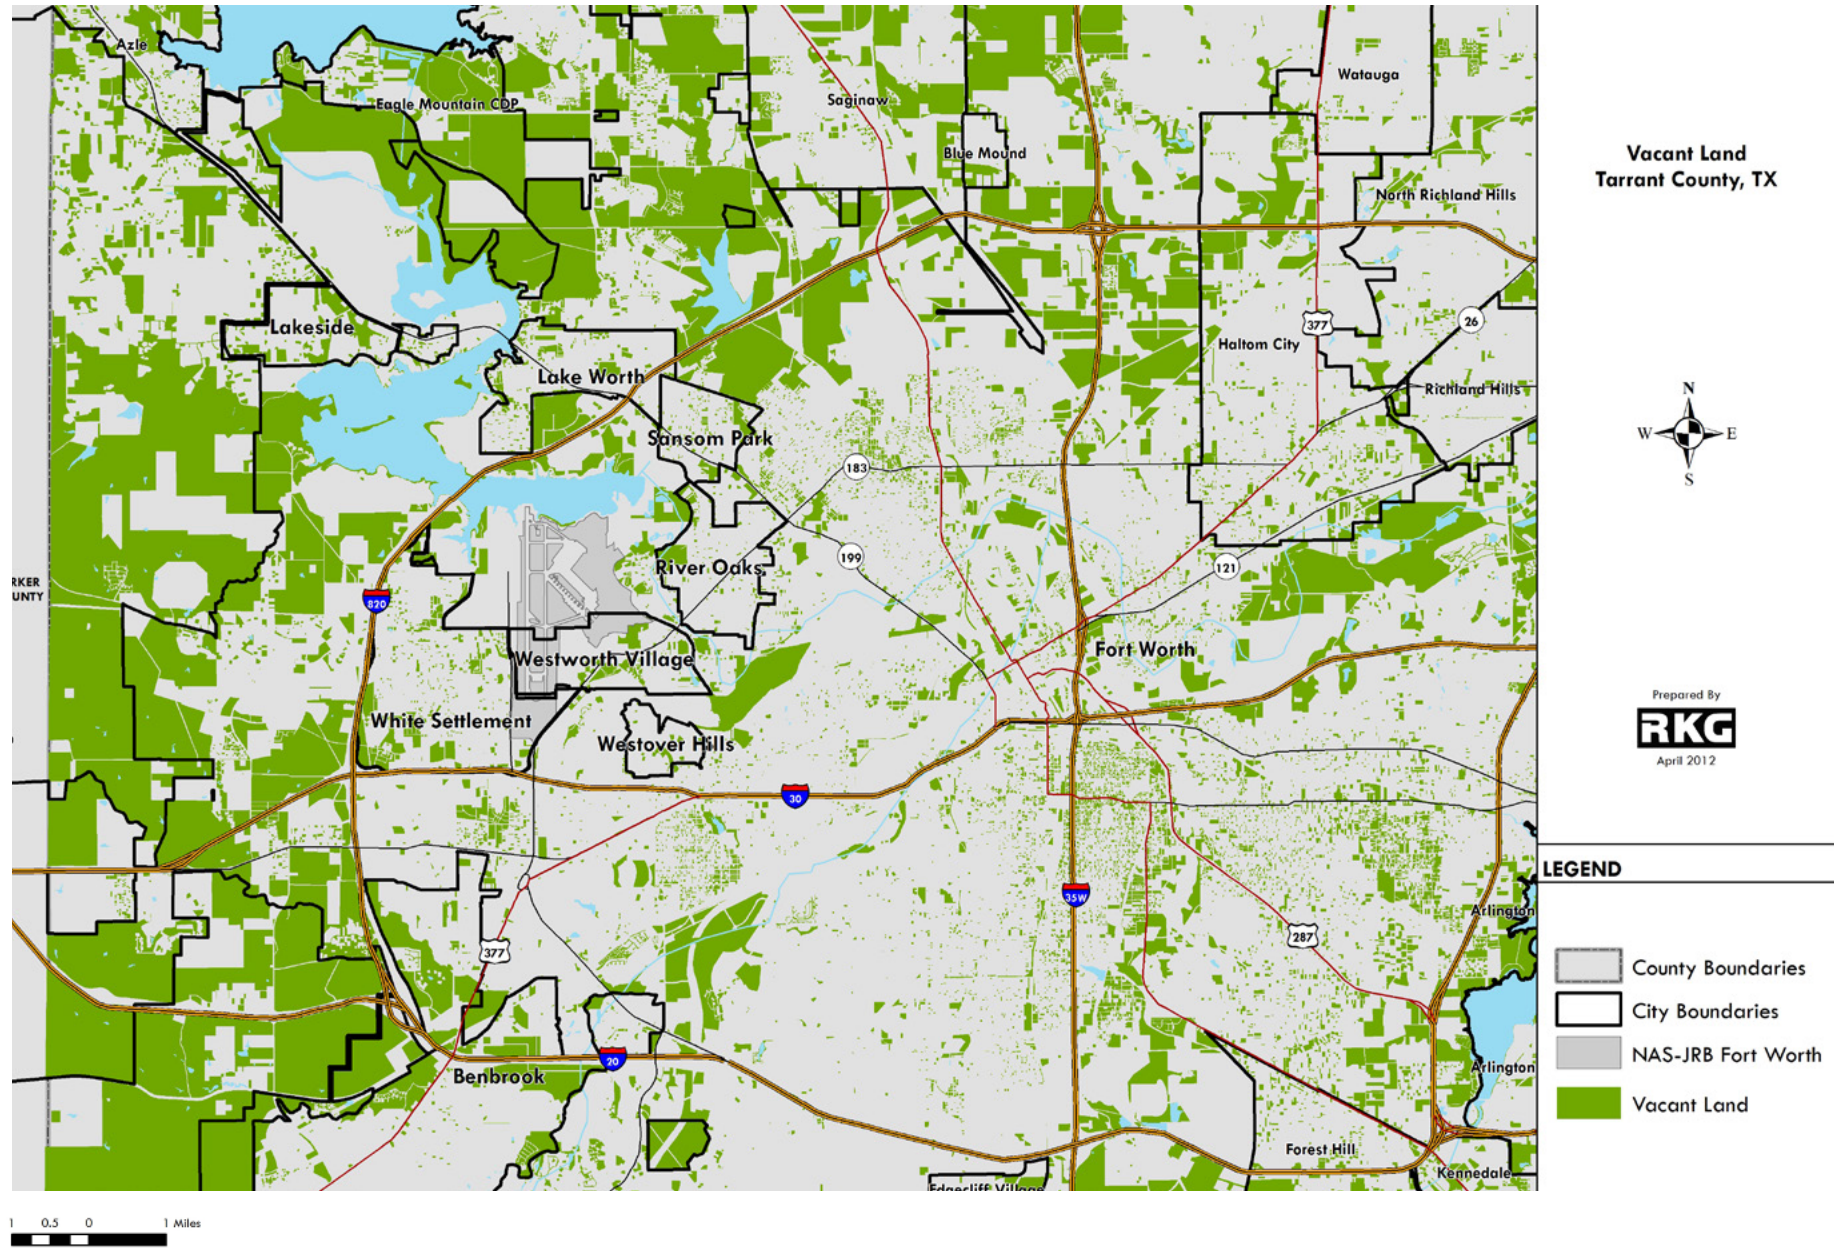 Azle
Eagle Mountain CDP
Saginaw
Watauga
Blue Mound
North Richland Hills
Lakeside
Lake Worth
Haltom City
377
26
Richland Hills
Sansom Park
183
199
River Oaks
121
RKER
UNTY
820
Westworth Village
Fort Worth
White Settlement
Westover Hills
30
35W
287
377
Arlington
20
Benbrook
Arlington
Forest Hill
Kennedale
Edgecliff Village
1 0.5 0 1 Miles
Vacant Land
Tarrant County, TX
N
W E
S
Prepared By
RKG
April 2012
LEGEND
County Boundaries
City Boundaries
NAS-JRB Fort Worth
Vacant Land